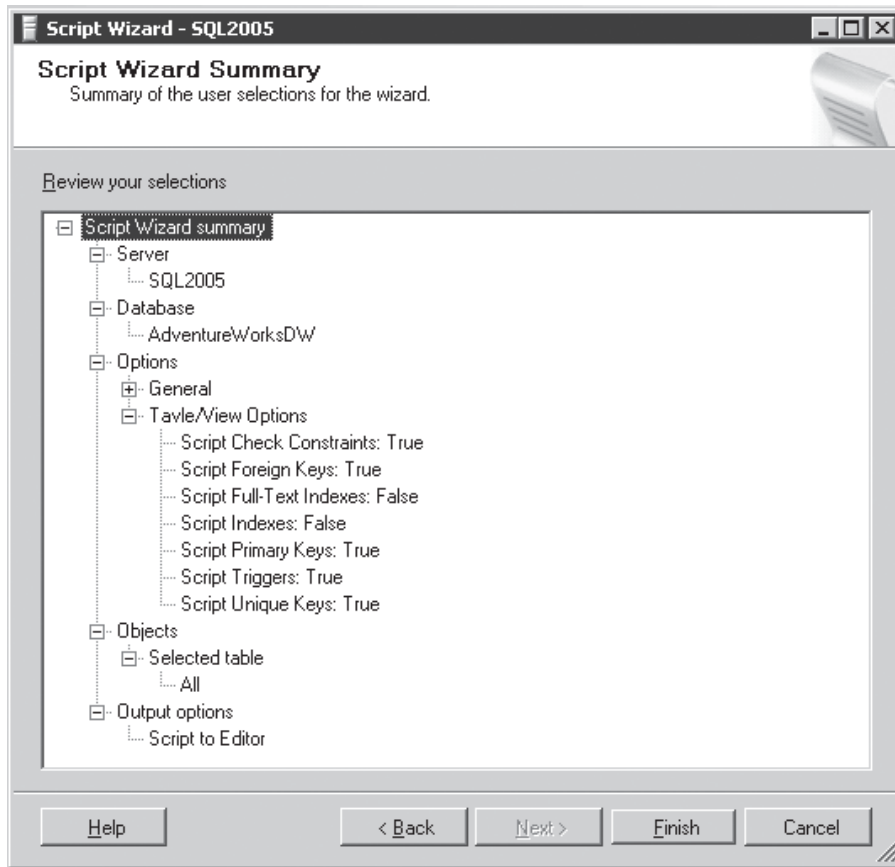 Script Wizard - SQL2005
Script Wizard Summary
Summary of the user selections for the wizard.
Review your selections
Script Wizard summary
Server
SQL2005
Database
AdventureWorksDW
Options
General
Tavle/View Options
Script Check Constraints: True
Script Foreign Keys: True
Script Full-Text Indexes: False
Script Indexes: False
Script Primary Keys: True
Script Triggers: True
Script Unique Keys: True
Objects
Selected table
All
Output options
Script to Editor
Help
< Back
Next >
Finish
Cancel